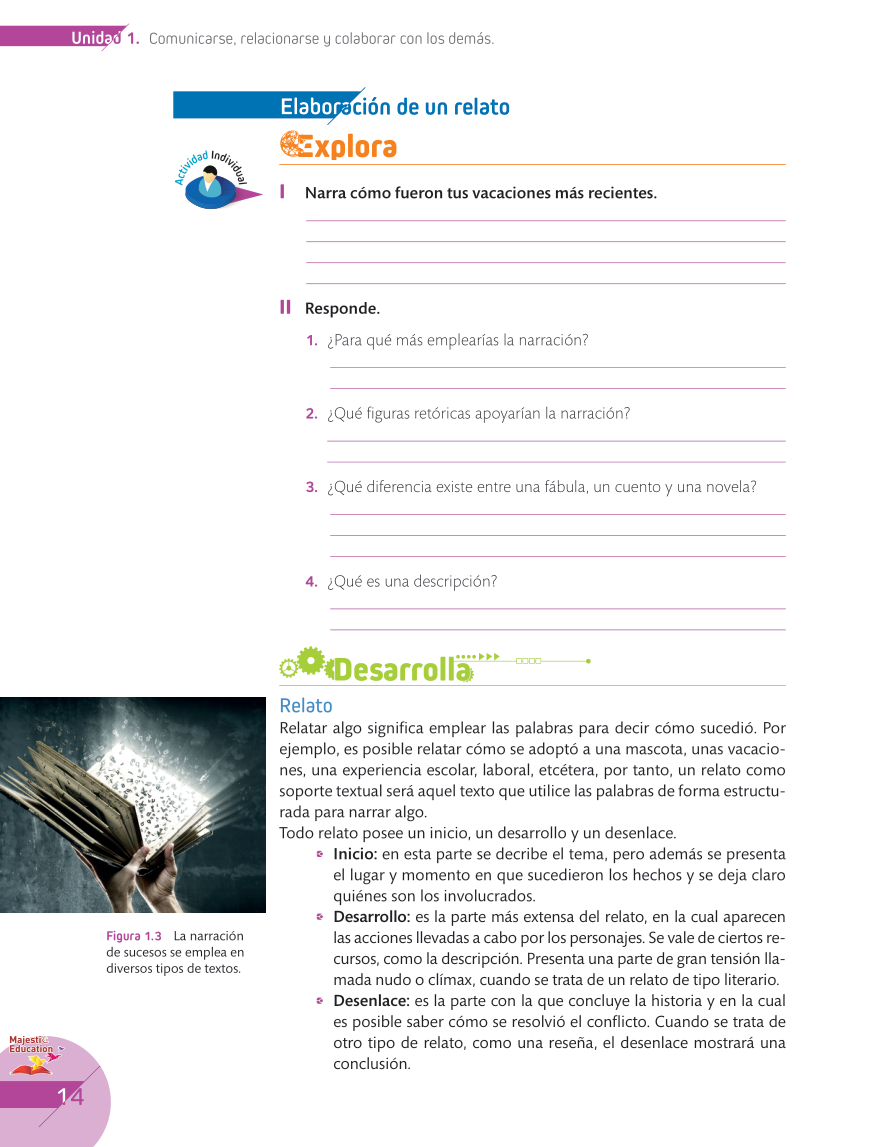 Unidad 1. Comunicarse, relacionarse y colaborar con los demás.
Elaboración de un relato
Explora
Actividad Individual
I Narra cómo fueron tus vacaciones más recientes.
II Responde.
1. ¿Para qué más emplearías la narración?
2. ¿Qué figuras retóricas apoyarían la narración?
3. ¿Qué diferencia existe entre una fábula, un cuento y una novela?
4. ¿Qué es una descripción?
Desarrolla
Relato
Relatar algo significa emplear las palabras para decir cómo sucedió. Por
ejemplo, es posible relatar cómo se adoptó a una mascota, unas vacacio-
nes, una experiencia escolar, laboral, etcétera, por tanto, un relato como
soporte textual será aquel texto que utilice las palabras de forma estructu-
rada para narrar algo.
Todo relato posee un inicio, un desarrollo y un desenlace.
Inicio: en esta parte se decribe el tema, pero además se presenta
el lugar y momento en que sucedieron los hechos y se deja claro
quiénes son los involucrados.
Desarrollo: es la parte más extensa del relato, en la cual aparecen
las acciones llevadas a cabo por los personajes. Se vale de ciertos re-
cursos, como la descripción. Presenta una parte de gran tensión lla-
mada nudo o clímax, cuando se trata de un relato de tipo literario.
Desenlace: es la parte con la que concluye la historia y en la cual
es posible saber cómo se resolvió el conflicto. Cuando se trata de
otro tipo de relato, como una reseña, el desenlace mostrará una
conclusión.
Figura 1.3 La narración
de sucesos se emplea en
diversos tipos de textos.
Majestic
Education
14